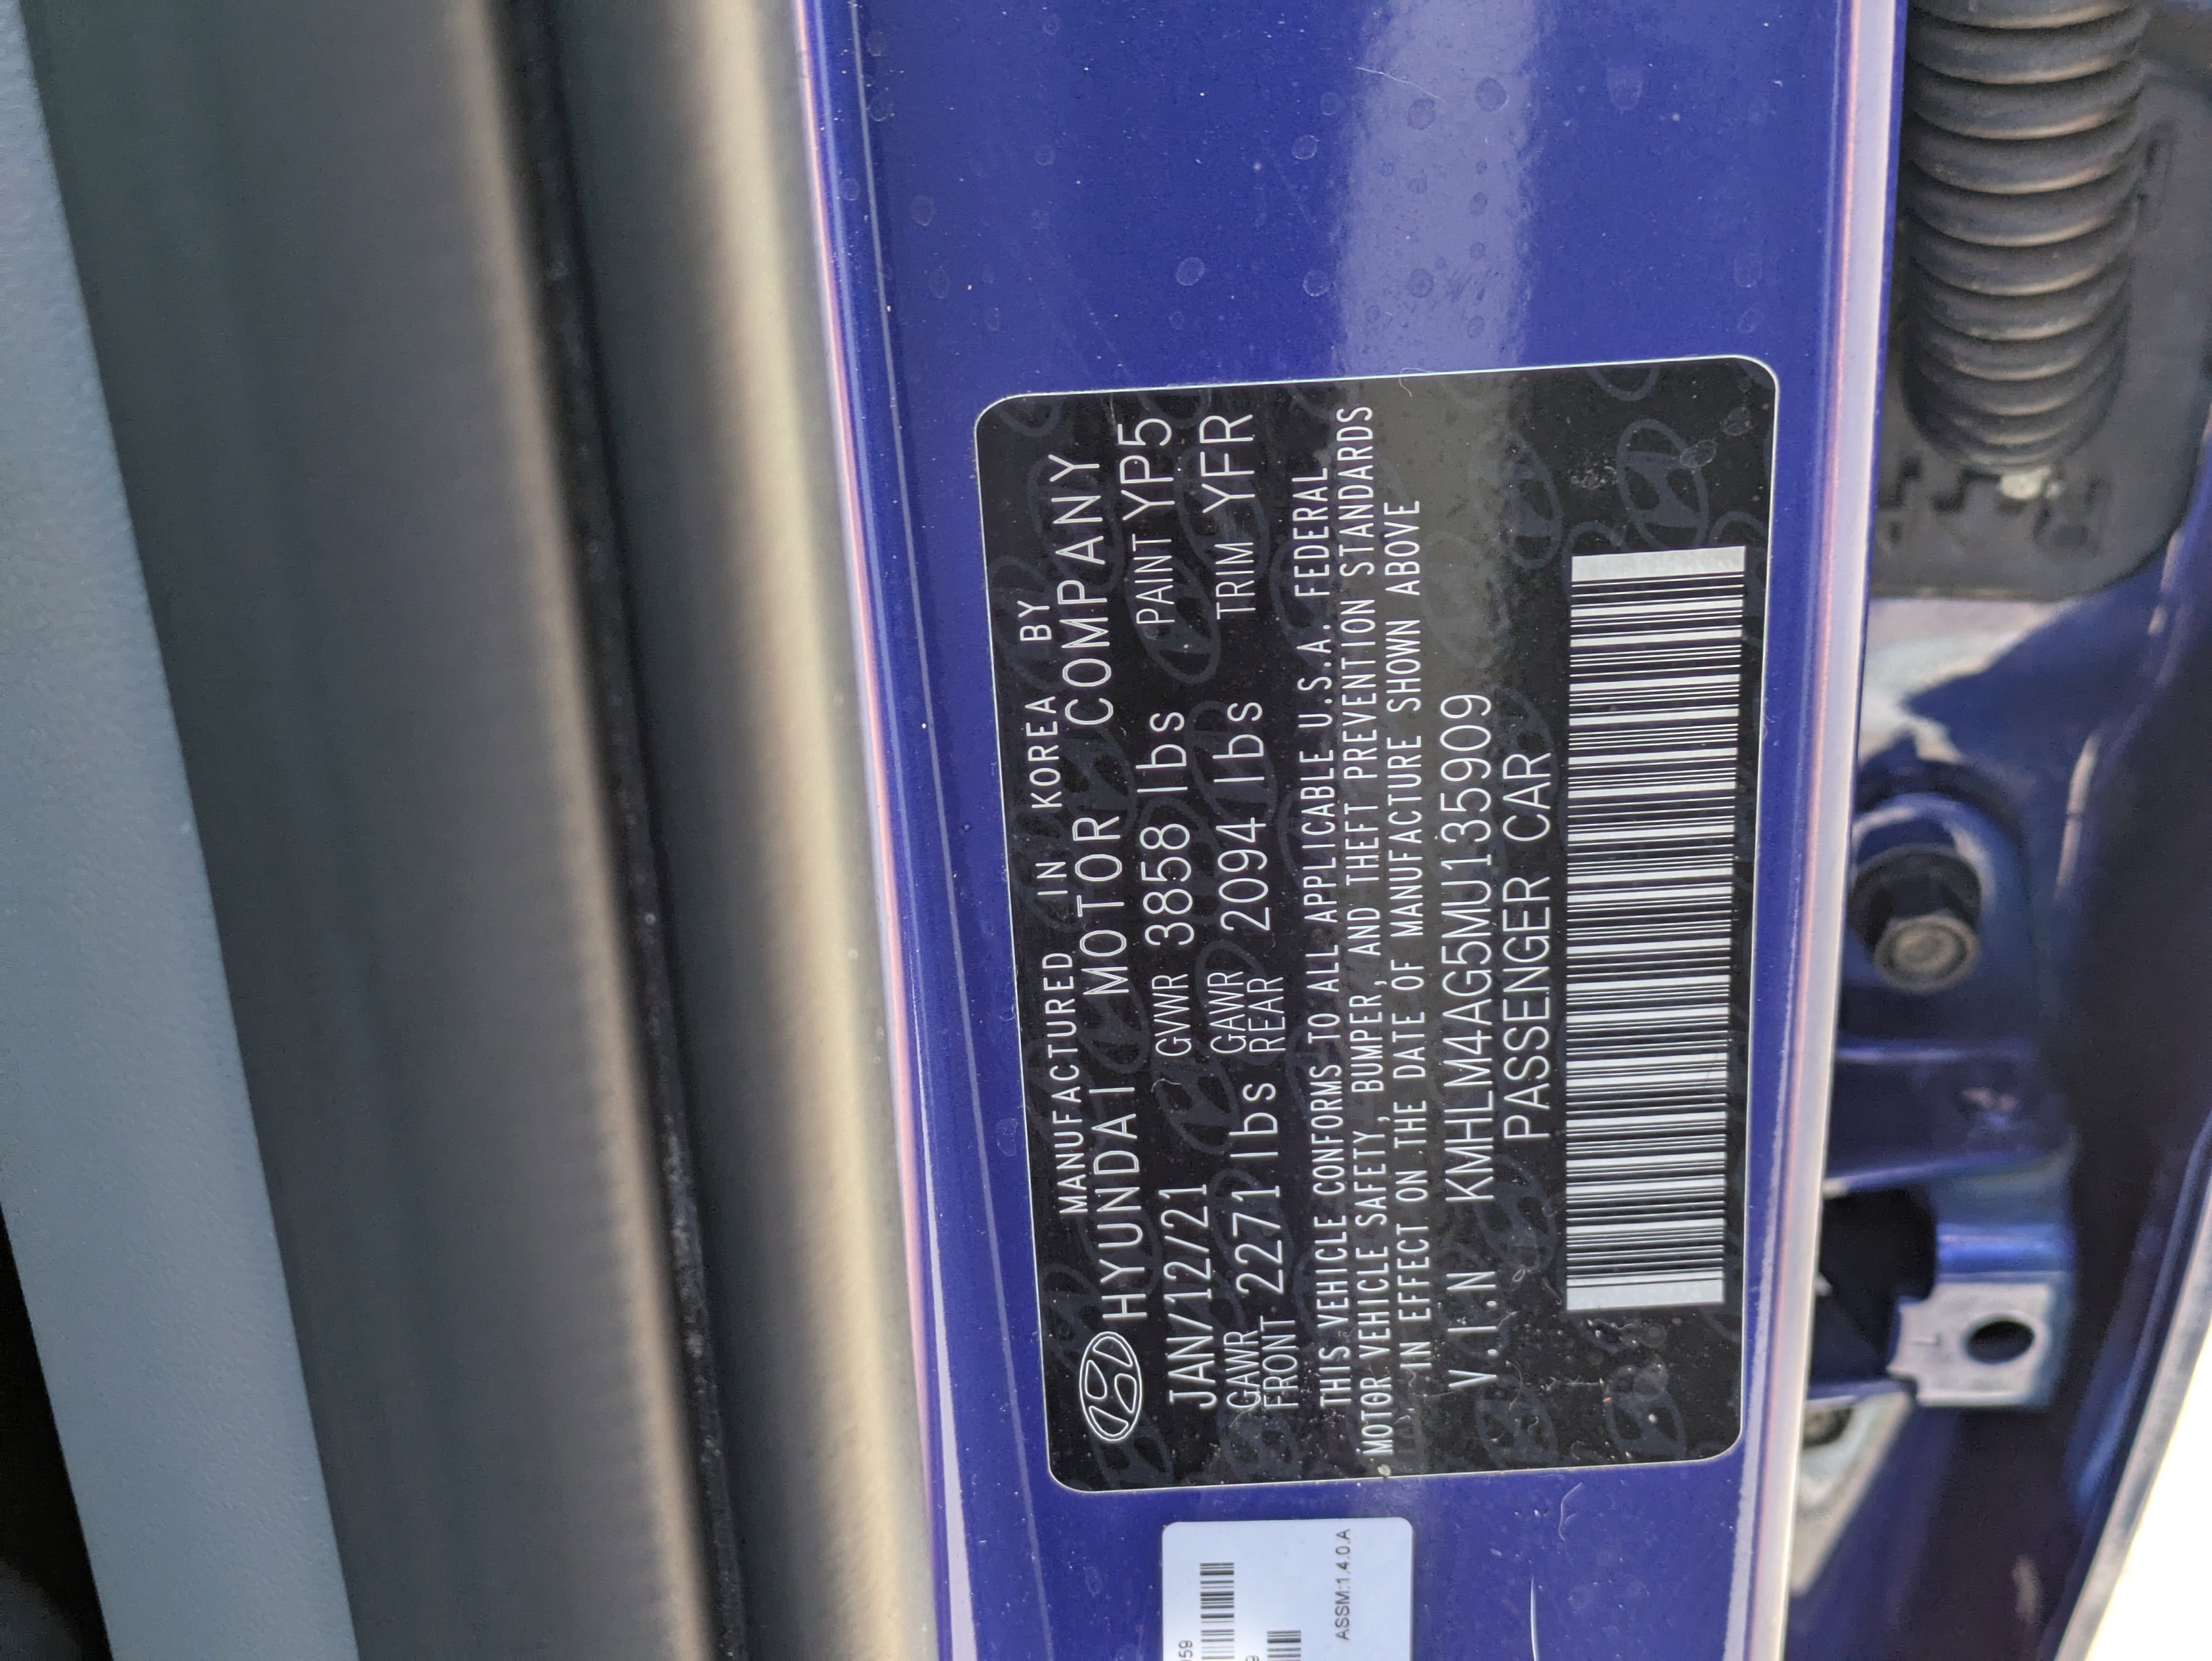 MANUFACTURED IN KOREA BY
HYUNDAI MOTOR COMPANY
JAN/12/21 GVWR 3858 lbs PAINT YP5
GAWR FRONT 2271 lbs GAWR REAR 2094 lbs TRIM YFR
THIS VEHICLE CONFORMS TO ALL APPLICABLE U.S.A. FEDERAL
MOTOR VEHICLE SAFETY, BUMPER, AND THEFT PREVENTION STANDARDS
IN EFFECT ON THE DATE OF MANUFACTURE SHOWN ABOVE
V.I.N KMHLM4AG5MU135909
PASSENGER CAR
ASSM:1.4.0.A